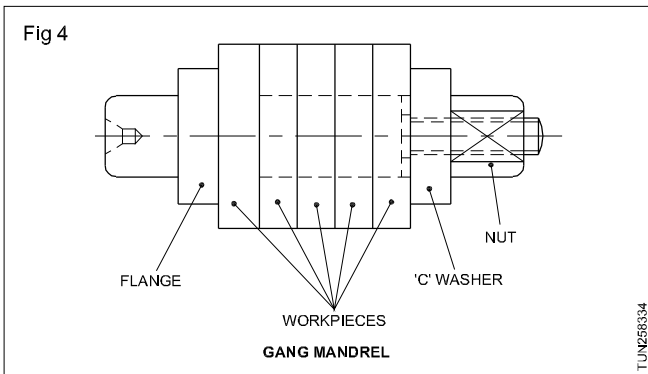 Fig 4
NUT
FLANGE
'C' WASHER
WORKPIECES
GANG MANDREL
TUN258334